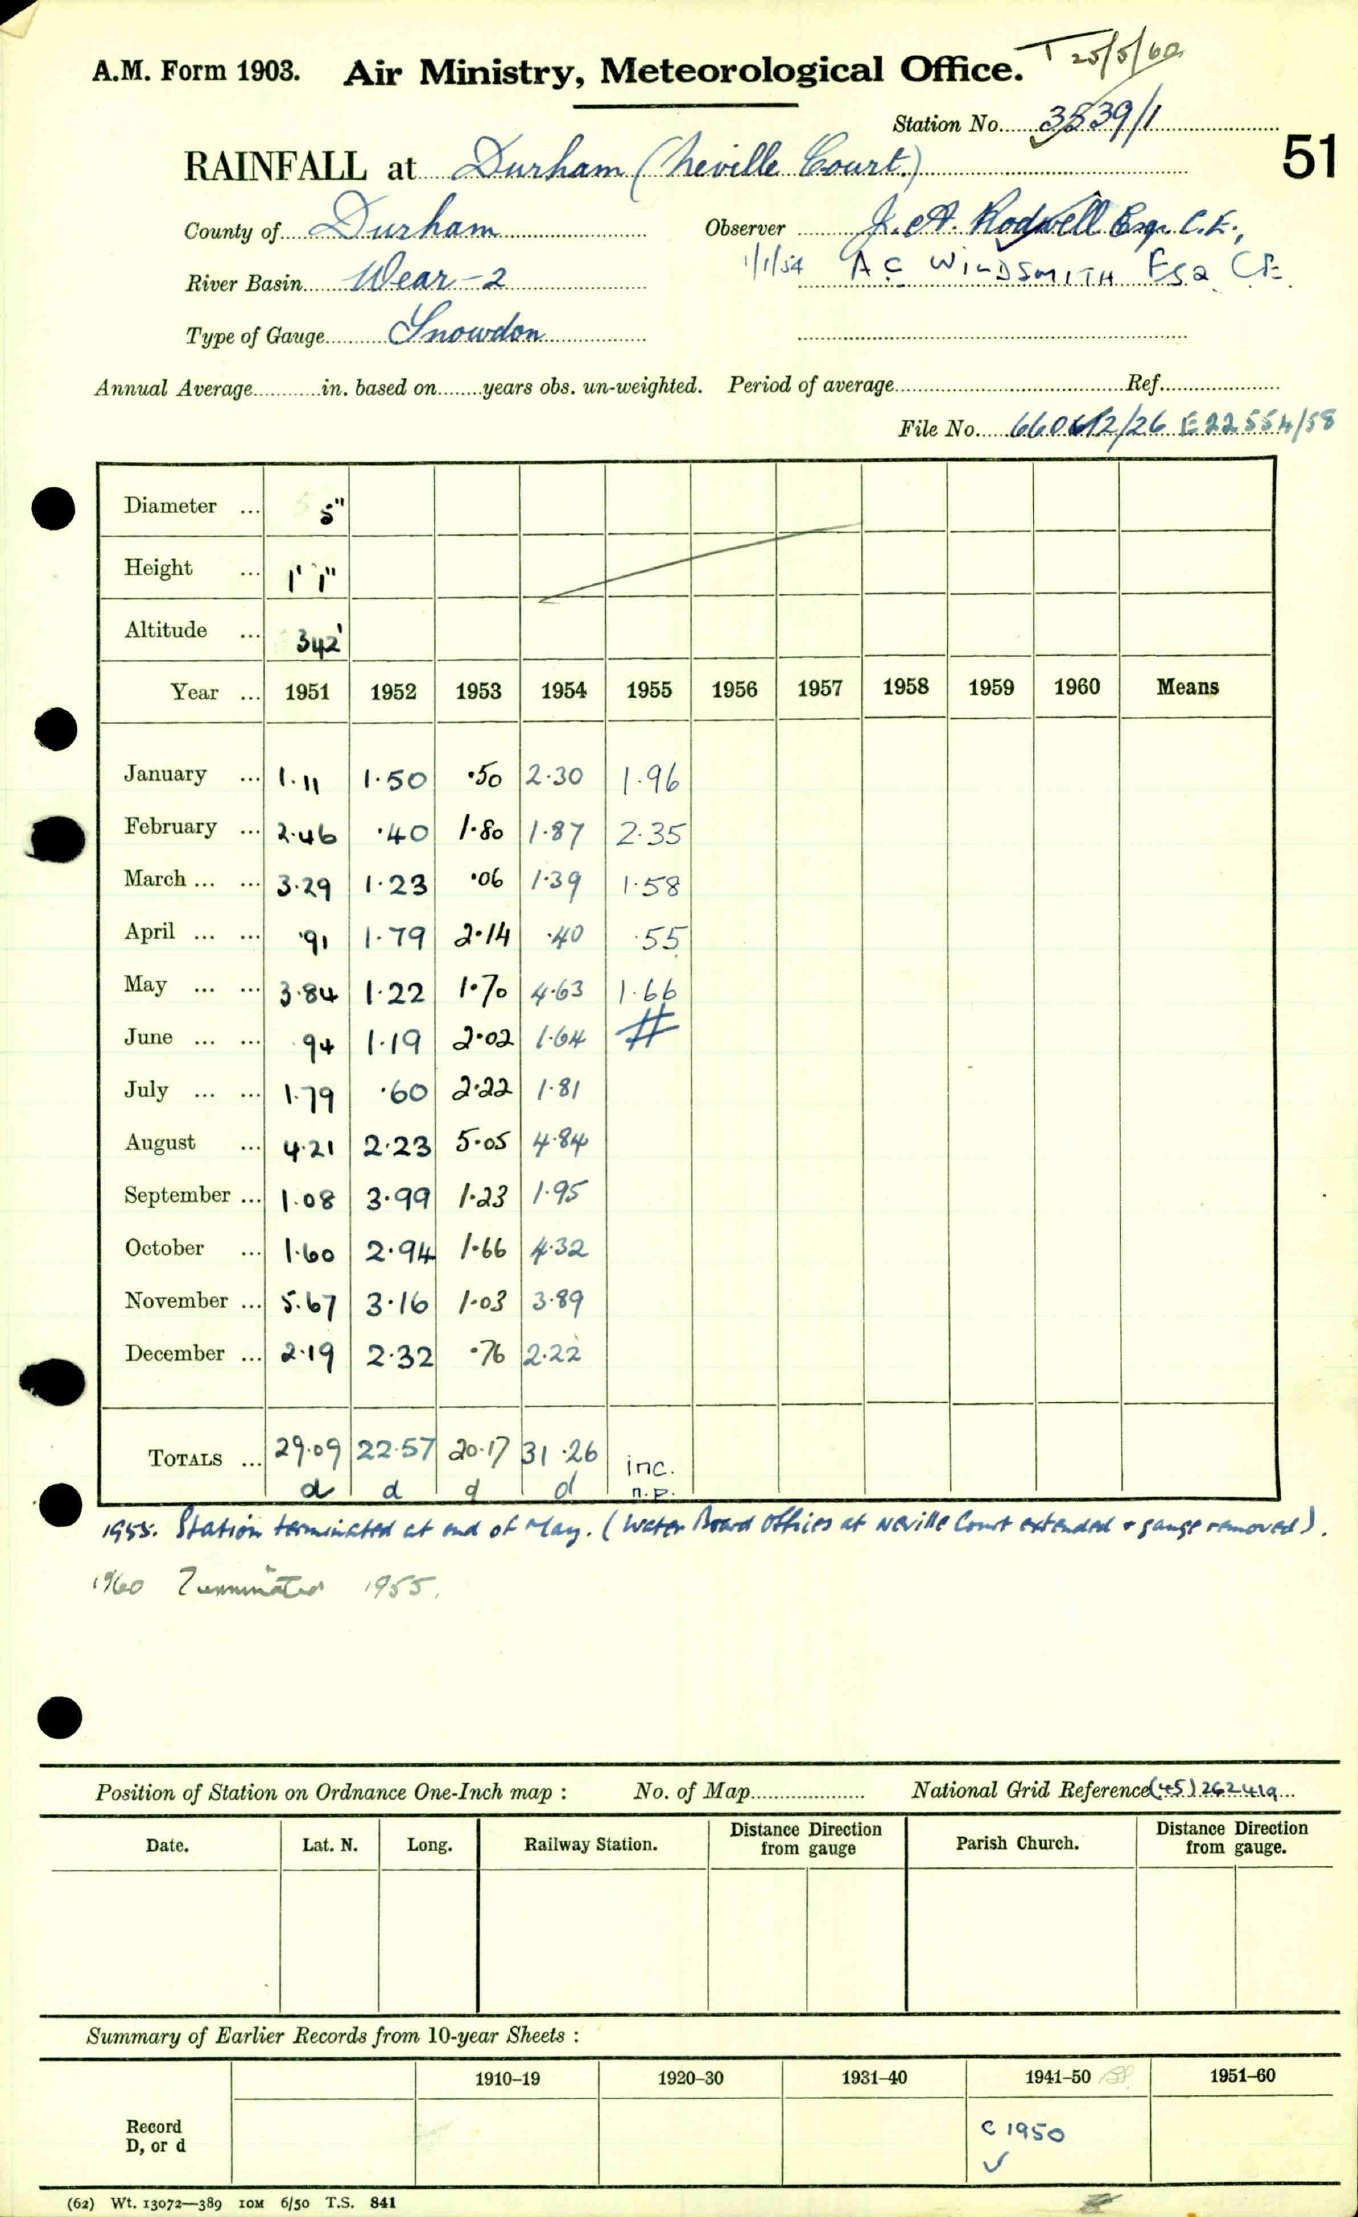 T 25/5/60
A.M. Form 1903. Air Ministry, Meteorological Office.
Station No. 3539/1
51
RAINFALL at Durham (Neville Court.)
County of Durham Observer J. A. Rodwell Esq. C.E.,
River Basin Wear-2 1/1/54 A C WINDSMITH Esq CE
Type of Gauge Snowdon
Annual Average in. based on years obs. un-weighted. Period of average Ref.
File No. 660612/26 E22554/58
Diameter ... 5"
Height ... 1' 1"
Altitude ... 342'
Year ... 1951 1952 1953 1954 1955 1956 1957 1958 1959 1960 Means
January ... 1.11 1.50 .50 2.30 1.96
February ... 2.46 .40 1.80 1.87 2.35
March ... ... 3.29 1.23 .06 1.39 1.58
April ... ... .91 1.79 2.14 .40 .55
May ... ... 3.84 1.22 1.70 4.63 1.66
June ... ... .94 1.19 2.02 1.64 #
July ... ... 1.79 .60 2.22 1.81
August ... 4.21 2.23 5.05 4.84
September ... 1.08 3.99 1.23 1.95
October ... 1.60 2.94 1.66 4.32
November ... 5.67 3.16 1.03 3.89
December ... 2.19 2.32 .76 2.22
TOTALS ... 29.09 22.57 20.17 31.26 inc.
d d d d n.p.
1955. Station terminated at end of May. (Water Board Offices at Neville Court extended + gauge removed).
1960 Terminated 1955.
Position of Station on Ordnance One-Inch map : No. of Map National Grid Reference (45) 262419
Date. Lat. N. Long. Railway Station. Distance Direction from gauge Parish Church. Distance Direction from gauge.
Summary of Earlier Records from 10-year Sheets :
1910–19 1920–30 1931–40 1941–50 1951–60
Record
D, or d
C 1950
(62) Wt. 13072—389 10M 6/50 T.S. 841